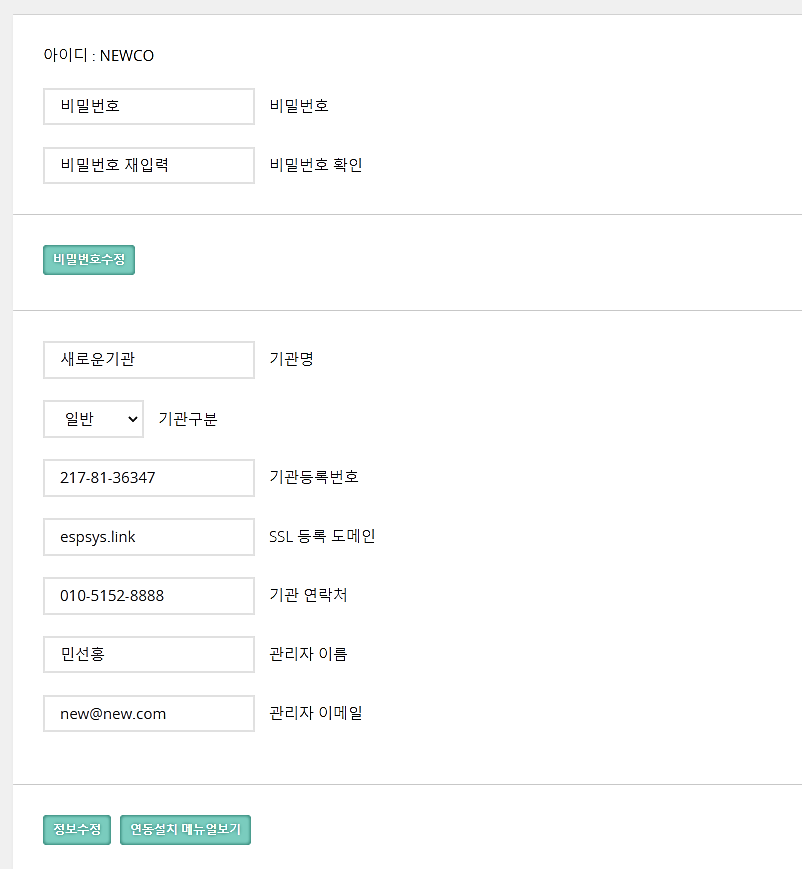 아이디 : NEWCO
비밀번호 비밀번호
비밀번호 재입력 비밀번호 확인
비밀번호수정
새로운기관 기관명
일반 기관구분
217-81-36347 기관등록번호
espsys.link SSL 등록 도메인
010-5152-8888 기관 연락처
민선홍 관리자 이름
new@new.com 관리자 이메일
정보수정 연동설치 메뉴얼보기